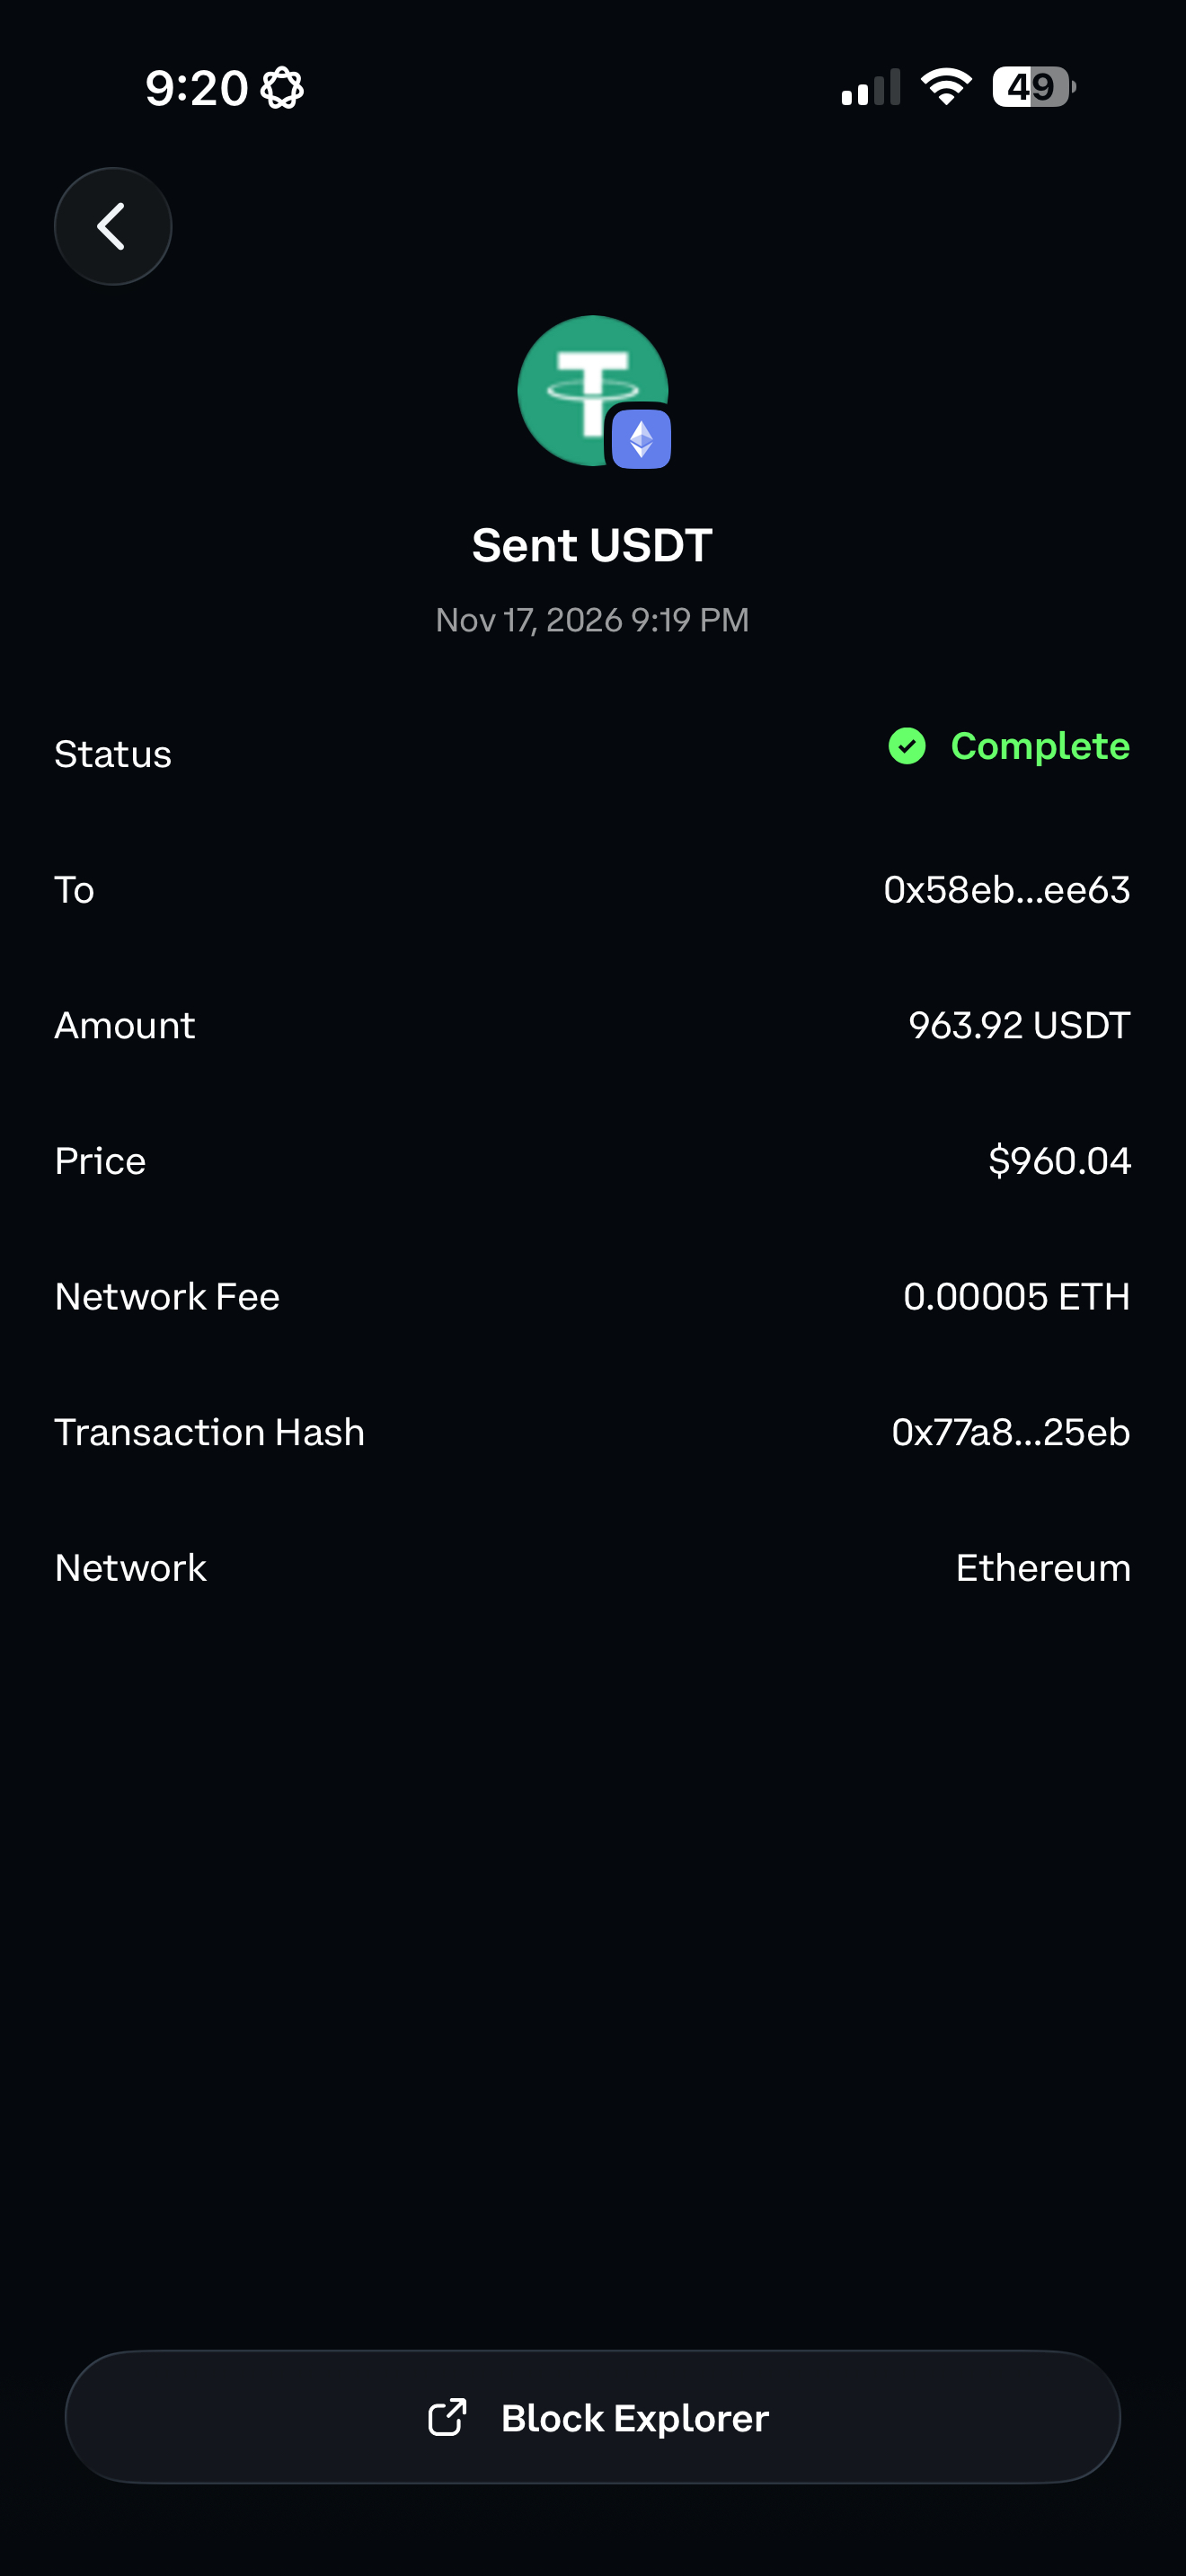 9:20
49
Sent USDT
Nov 17, 2026 9:19 PM
Status Complete
To 0x58eb...ee63
Amount 963.92 USDT
Price $960.04
Network Fee 0.00005 ETH
Transaction Hash 0x77a8...25eb
Network Ethereum
Block Explorer